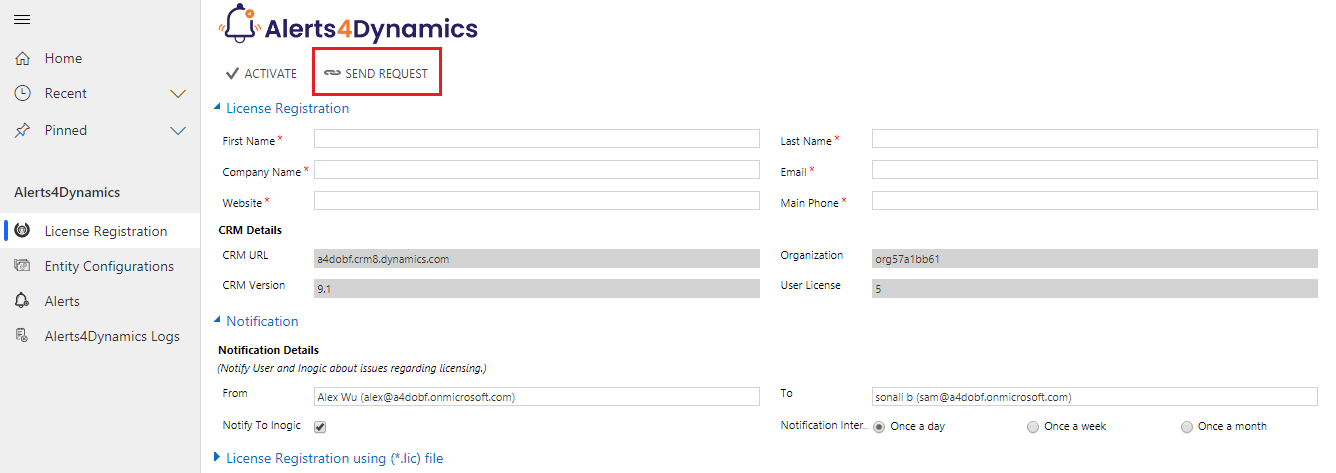 Home
Recent
Pinned
Alerts4Dynamics
License Registration
Entity Configurations
Alerts
Alerts4Dynamics Logs
Alerts4Dynamics
ACTIVATE SEND REQUEST
License Registration
First Name * Last Name *
Company Name * Email *
Website * Main Phone *
CRM Details
CRM URL a4dobf.crm8.dynamics.com Organization org57a1bb61
CRM Version 9.1 User License 5
Notification
Notification Details
(Notify User and Inogic about issues regarding licensing.)
From Alex Wu (alex@a4dobf.onmicrosoft.com) To sonali b (sam@a4dobf.onmicrosoft.com)
Notify To Inogic Notification Inter... Once a day Once a week Once a month
License Registration using (*.lic) file